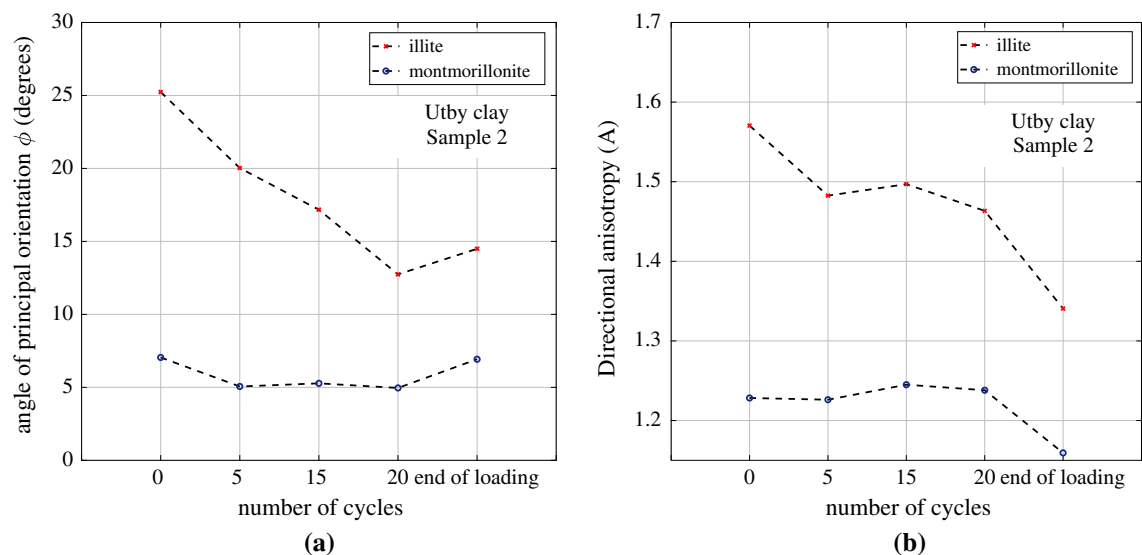 30
25
20
15
10
5
0
angle of principal orientation ϕ (degrees)
illite
montmorillonite
Utby clay
Sample 2
0 5 15 20 end of loading
number of cycles
(a)
1.7
1.6
1.5
1.4
1.3
1.2
Directional anisotropy (A)
illite
montmorillonite
Utby clay
Sample 2
0 5 15 20 end of loading
number of cycles
(b)